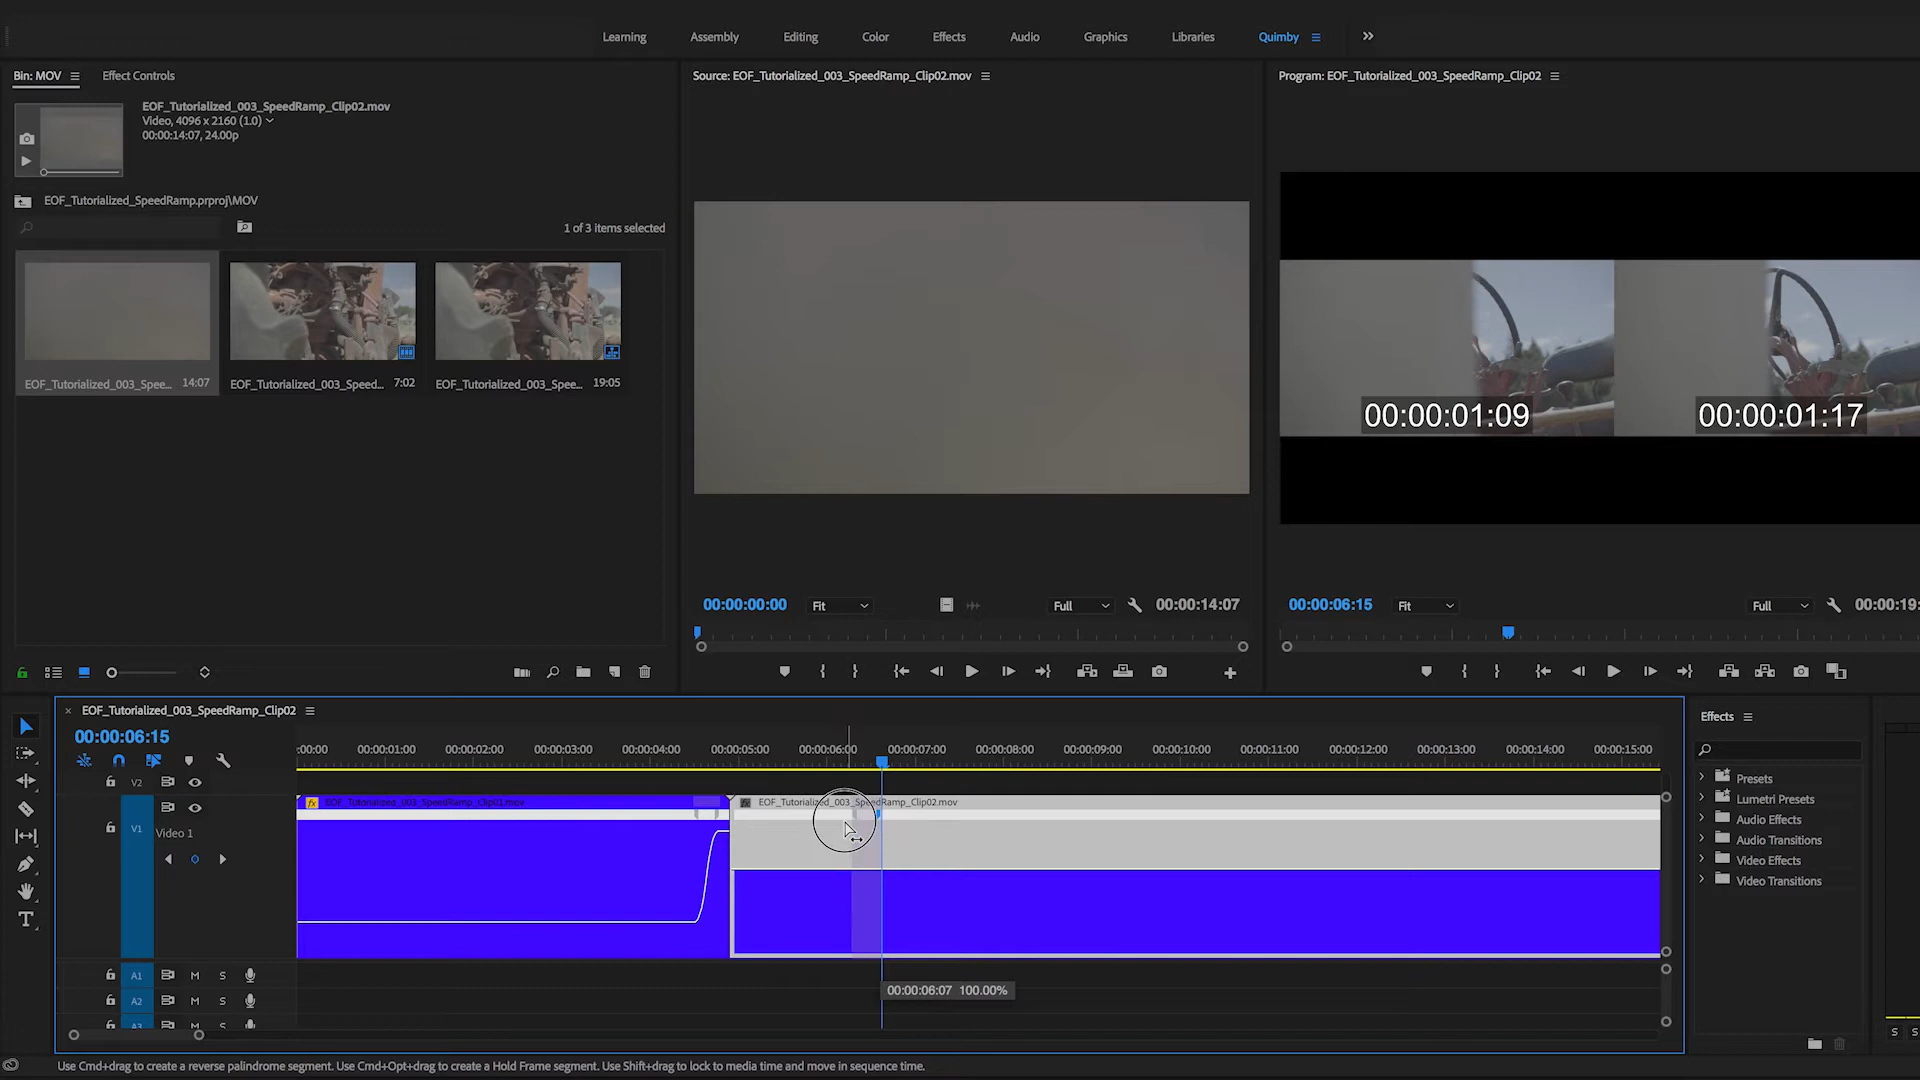 Learning Assembly Editing Color Effects Audio Graphics Libraries Quimby
Bin: MOV Effect Controls
Source: EOF_Tutorialized_003_SpeedRamp_Clip02.mov
Program: EOF_Tutorialized_003_SpeedRamp_Clip02
EOF_Tutorialized_003_SpeedRamp_Clip02.mov
Video, 4096 x 2160 (1.0)
00:00:14:07, 24.00p
EOF_Tutorialized_SpeedRamp.prproj\MOV
1 of 3 items selected
EOF_Tutorialized_003_Spee... 14:07
EOF_Tutorialized_003_Speed... 7:02
EOF_Tutorialized_003_Spee... 19:05
00:00:01:09
00:00:01:17
00:00:00:00 Fit Full 00:00:14:07
00:00:06:15 Fit Full 00:00:19:
EOF_Tutorialized_003_SpeedRamp_Clip02
00:00:06:15
:00:00 00:00:01:00 00:00:02:00 00:00:03:00 00:00:04:00 00:00:05:00 00:00:06:00 00:00:07:00 00:00:08:00 00:00:09:00 00:00:10:00 00:00:11:00 00:00:12:00 00:00:13:00 00:00:14:00 00:00:15:00
V2
fx EOF_Tutorialized_003_SpeedRamp_Clip01.mov
fx EOF_Tutorialized_003_SpeedRamp_Clip02.mov
V1
Video 1
A1 M S
A2 M S
A3 M S
00:00:06:07 100.00%
Effects
Presets
Lumetri Presets
Audio Effects
Audio Transitions
Video Effects
Video Transitions
S S
Use Cmd+drag to create a reverse palindrome segment. Use Cmd+Opt+drag to create a Hold Frame segment. Use Shift+drag to lock to media time and move in sequence time.